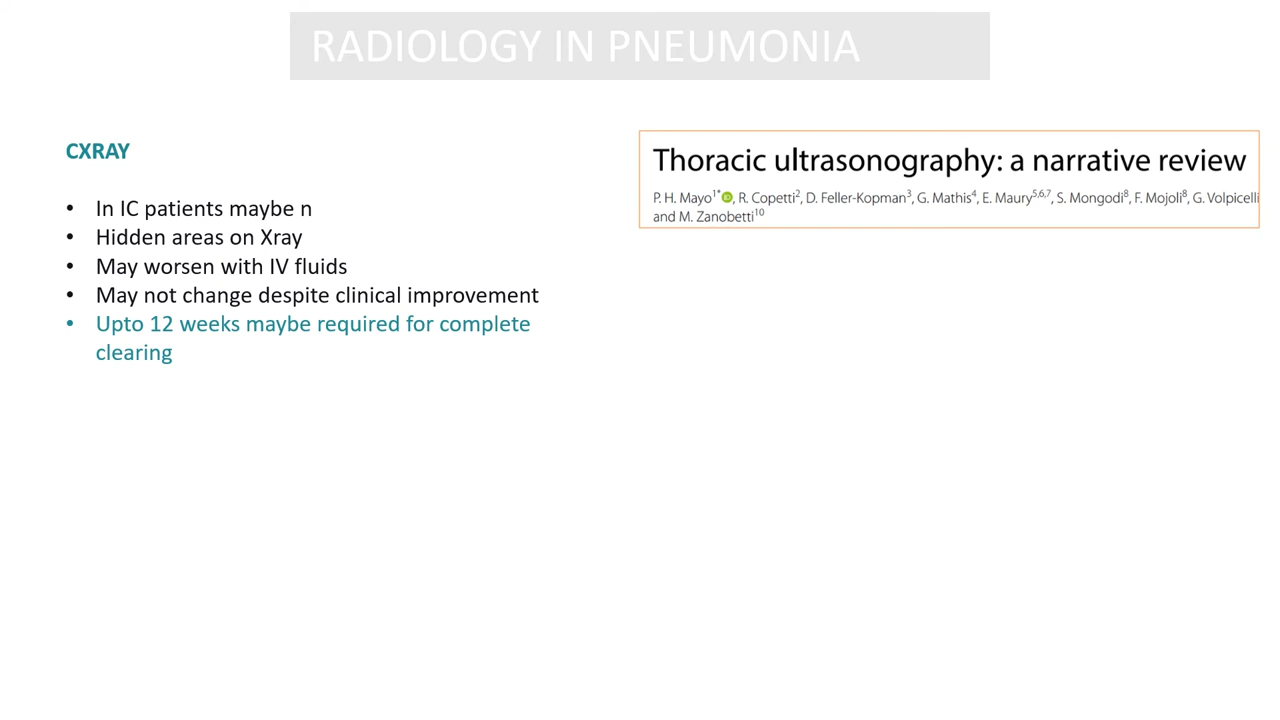 RADIOLOGY IN PNEUMONIA
CXRAY
• In IC patients maybe n
• Hidden areas on Xray
• May worsen with IV fluids
• May not change despite clinical improvement
• Upto 12 weeks maybe required for complete
clearing
Thoracic ultrasonography: a narrative review
P. H. Mayo1*, R. Copetti2, D. Feller-Kopman3, G. Mathis4, E. Maury5,6,7, S. Mongodi8, F. Mojoli8, G. Volpicelli
and M. Zanobetti10